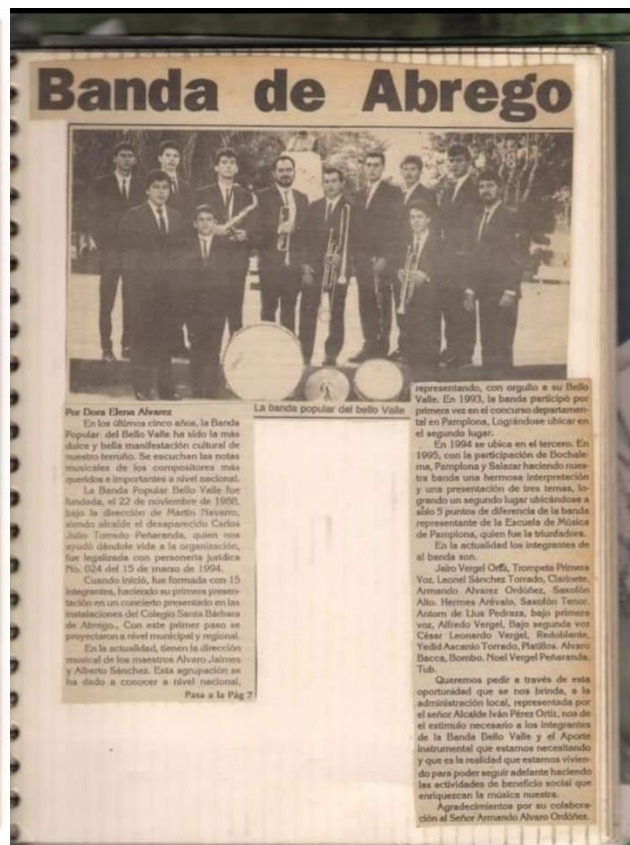 Banda de Abrego
La banda popular del bello Valle
Por Dora Elena Alvarez
En los últimos cinco años, la Banda
Popular del Bello Valle ha sido la más
dulce y bella manifestación cultural de
nuestro terruño. Se escuchan las notas
musicales de los compositores más
queridos e importantes a nivel nacional.
La Banda Popular Bello Valle fue
fundada, el 22 de noviembre de 1988,
bajo la dirección de Martín Navarro,
siendo alcalde el desaparecido Carlos
Julio Torrado Peñaranda, quien nos
ayudó dándole vida a la organización,
fue legalizada con personería jurídica
No. 024 del 15 de marzo de 1994.
Cuando inició, fue formada con 15
integrantes, haciendo su primera presen-
tación en un concierto presentado en las
instalaciones del Colegio Santa Bárbara
de Abrego., Con este primer paso se
proyectaron a nivel municipal y regional.
En la actualidad, tienen la dirección
musical de los maestros Alvaro Jaimes
y Alberto Sánchez. Esta agrupación se
ha dado a conocer a nivel nacional,
Pasa a la Pág 7
representando, con orgullo a su Bello
Valle. En 1993, la banda participó por
primera vez en el concurso departamen-
tal en Pamplona, Lográndose ubicar en
el segundo lugar.
En 1994 se ubica en el tercero. En
1995, con la participación de Bochale-
ma, Pamplona y Salazar haciendo nues-
tra banda una hermosa interpretación
y una presentación de tres temas, lo-
grando un segundo lugar ubicándose a
sólo 5 puntos de diferencia de la banda
representante de la Escuela de Música
de Pamplona, quien fue la triunfadora.
En la actualidad los integrantes de
al banda son.
Jairo Vergel Ortíz, Trompeta Primera
Voz. Leonel Sánchez Torrado, Clarinete.
Armando Alvarez Ordóñez, Saxofón
Alto. Hermes Arévalo, Saxofón Tenor.
Antom de Llus Pedraza, bajo primera
voz, Alfredo Vergel, Bajo segunda voz
César Leonardo Vergel, Redoblante,
Yedid Ascanio Torrado, Platillos. Alvaro
Bacca, Bombo. Noel Vergel Peñaranda,
Tub.
Queremos pedir a través de esta
oportunidad que se nos brinda, a la
administración local, representada por
el señor Alcalde Iván Pérez Ortiz, nos de
el estímulo necesario a los integrantes
de la Banda Bello Valle y el Aporte
instrumental que estamos necesitando
y que es la realidad que estamos vivien-
do para poder seguir adelante haciendo
las actividades de beneficio social que
enriquezcan la música nuestra.
Agradecimientos por su colabora-
ción al Señor Armando Alvaro Ordóñez.